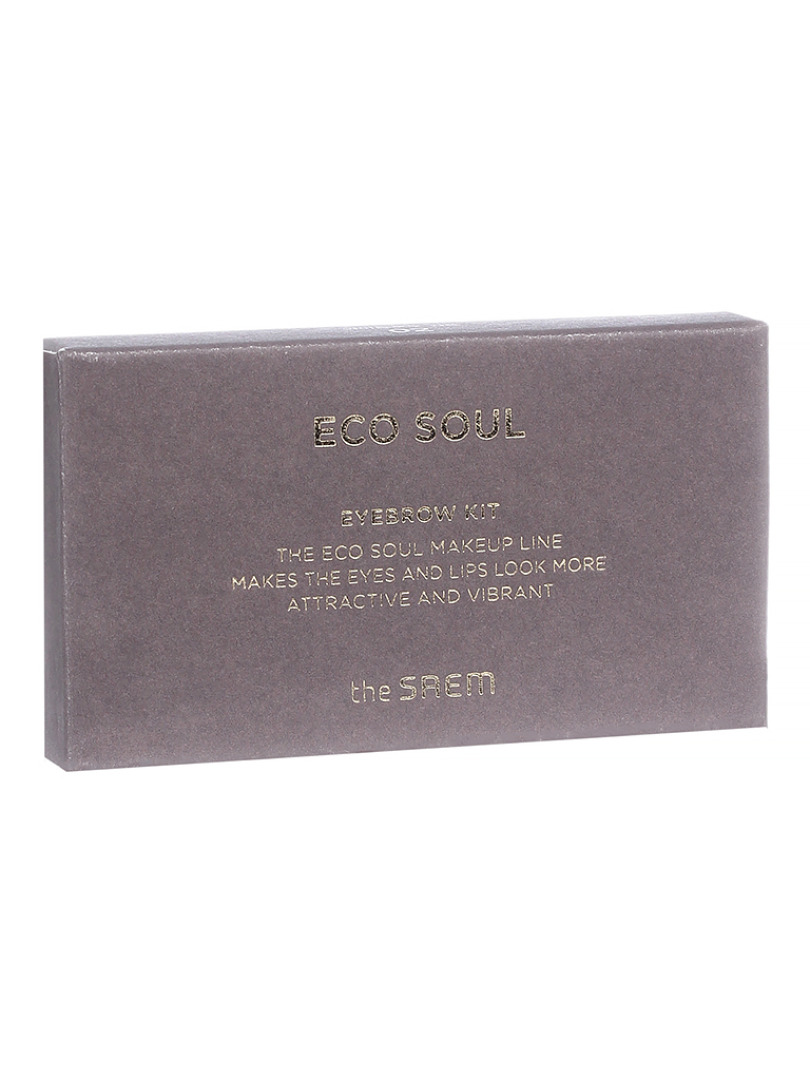 ECO SOUL
EYEBROW KIT
THE ECO SOUL MAKEUP LINE
MAKES THE EYES AND LIPS LOOK MORE
ATTRACTIVE AND VIBRANT
the SAEM